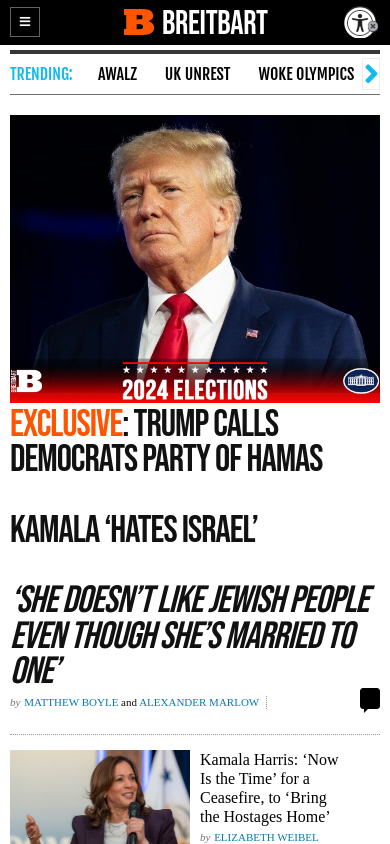 BREITBART
TRENDING: AWALZ UK UNREST WOKE OLYMPICS
BREITBART
2024 ELECTIONS
EXCLUSIVE: TRUMP CALLS
DEMOCRATS PARTY OF HAMAS
KAMALA ‘HATES ISRAEL’
‘SHE DOESN’T LIKE JEWISH PEOPLE
EVEN THOUGH SHE’S MARRIED TO
ONE’
by MATTHEW BOYLE and ALEXANDER MARLOW
Kamala Harris: ‘Now
Is the Time’ for a
Ceasefire, to ‘Bring
the Hostages Home’
by ELIZABETH WEIBEL